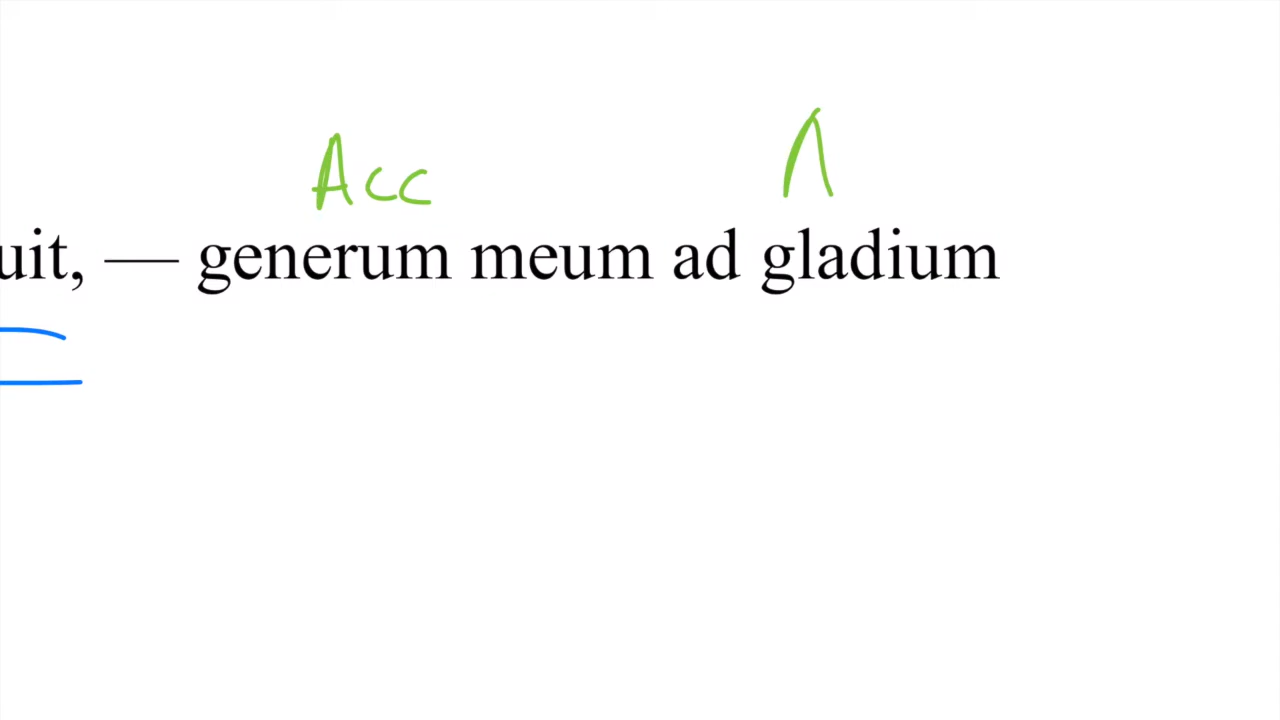 Acc
uit, — generum meum ad gladium